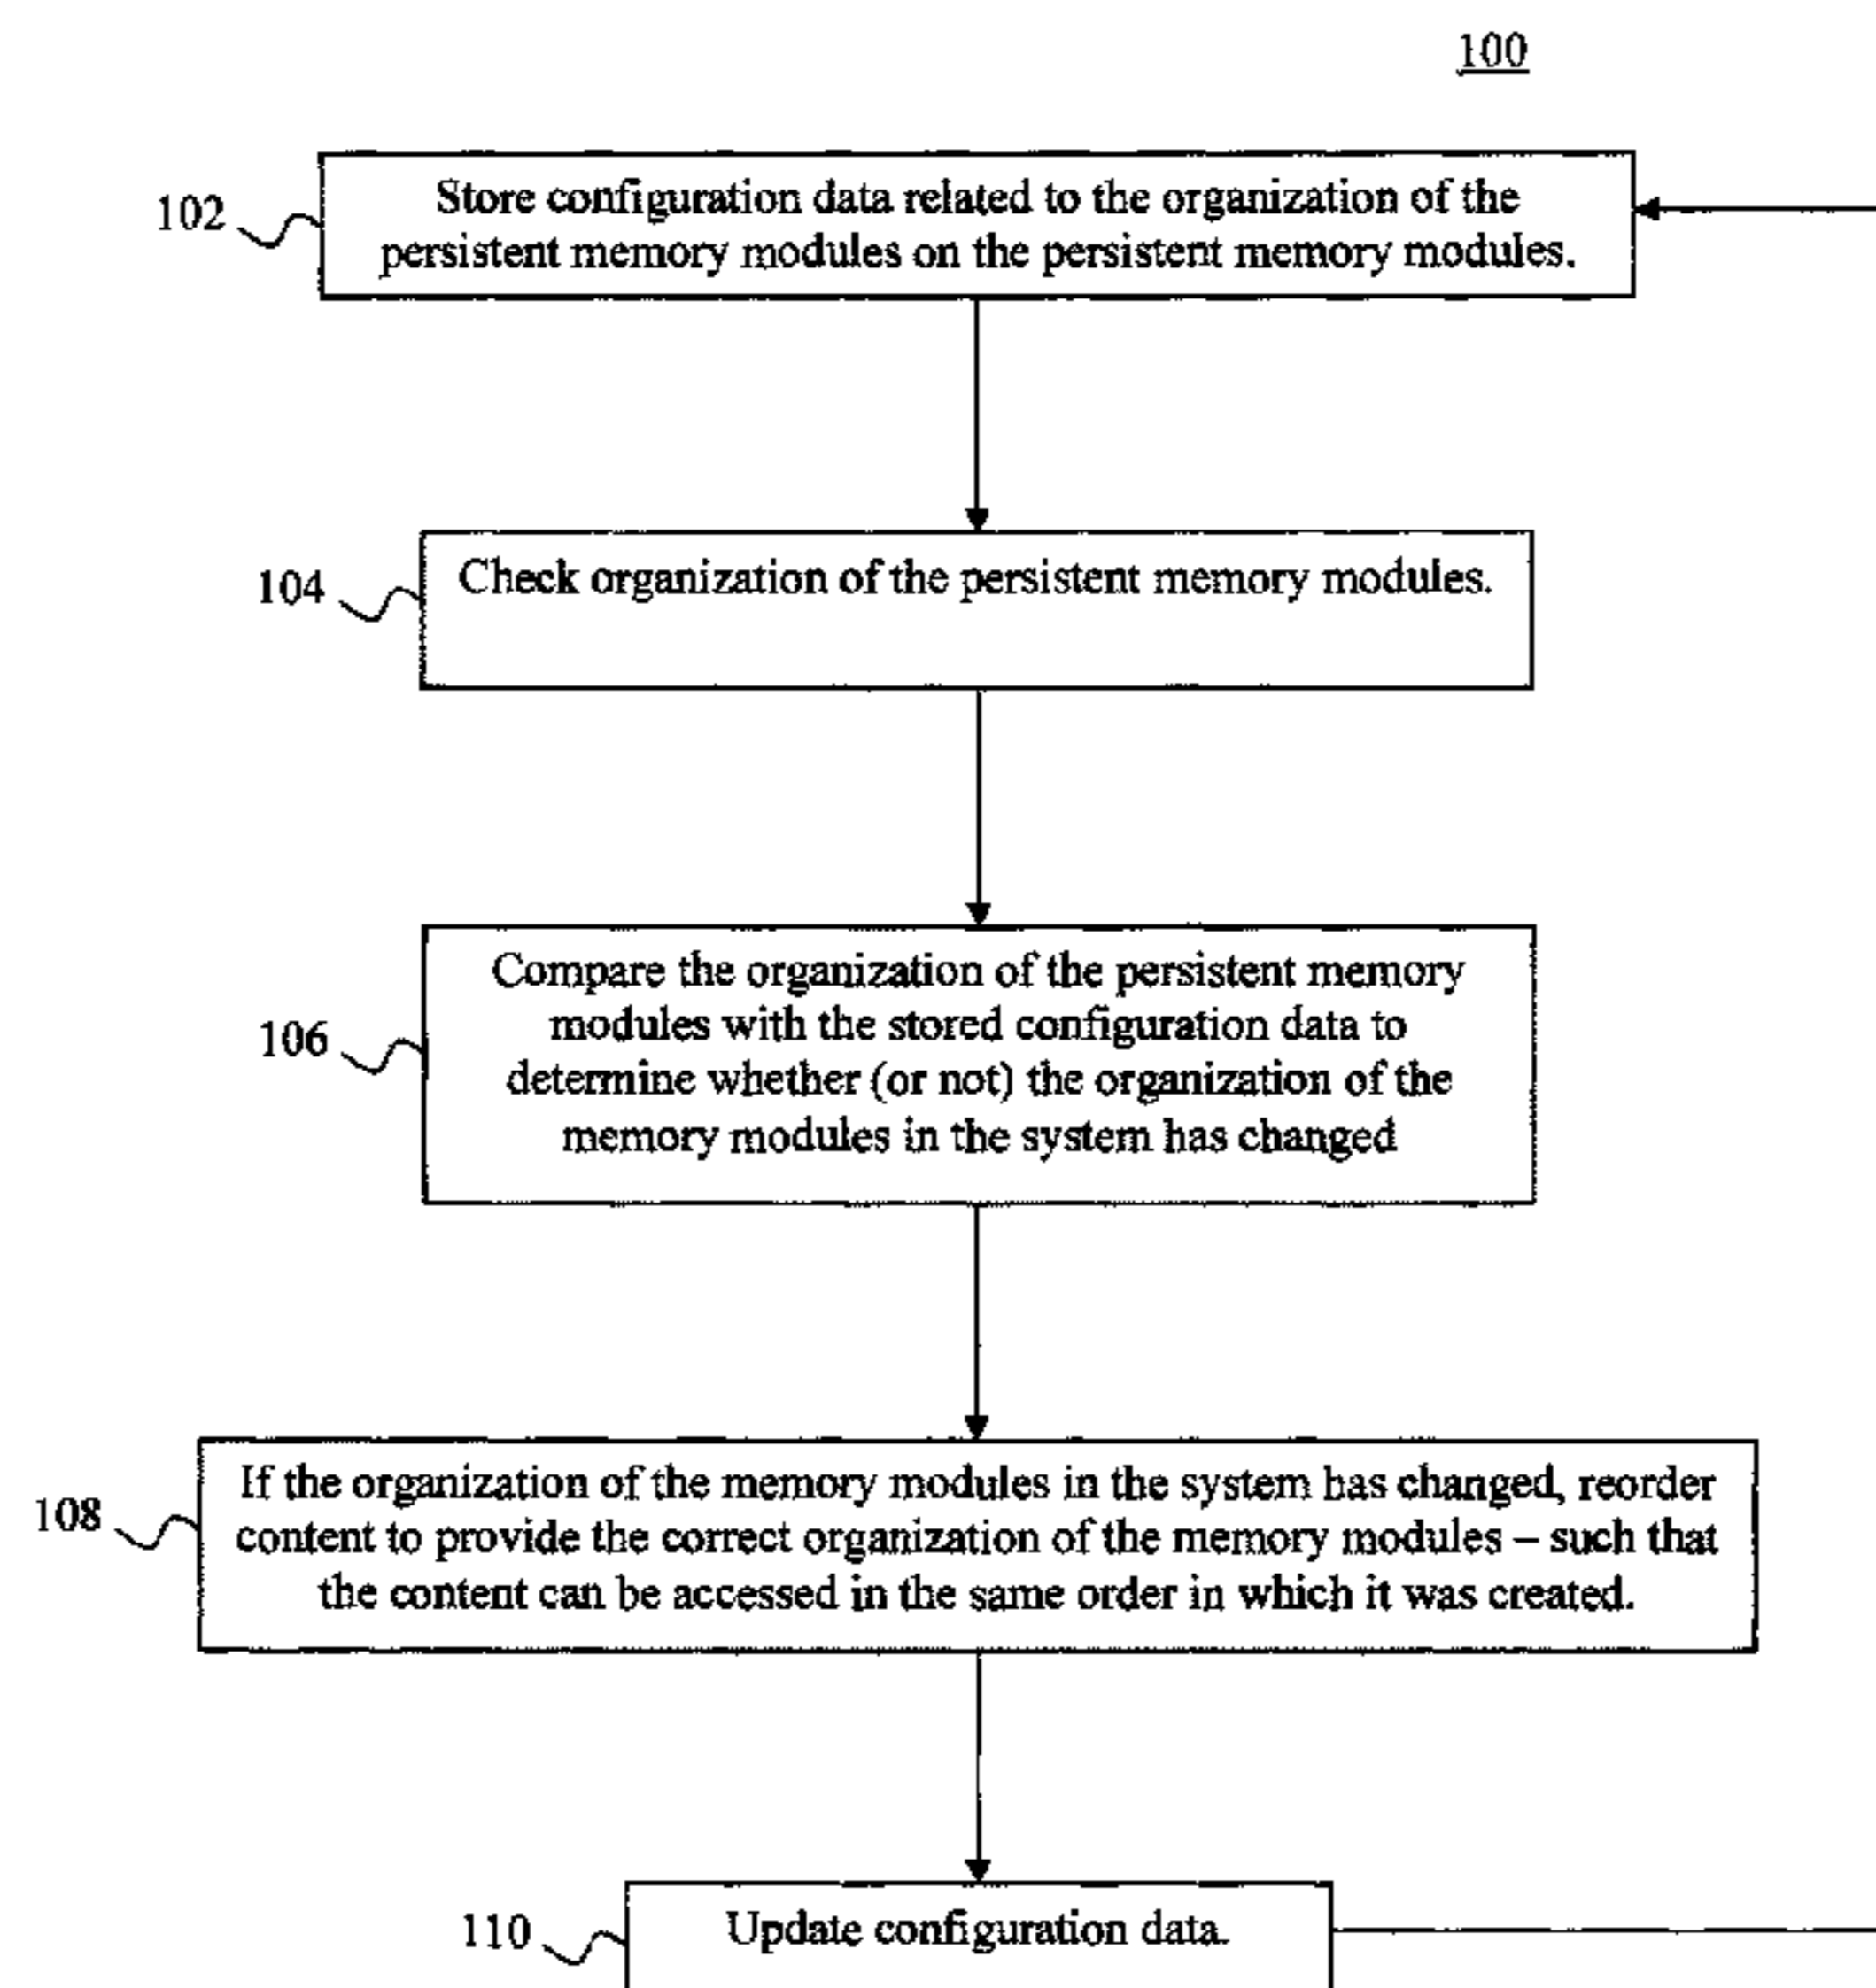 100
102
Store configuration data related to the organization of the
persistent memory modules on the persistent memory modules.
104
Check organization of the persistent memory modules.
106
Compare the organization of the persistent memory
modules with the stored configuration data to
determine whether (or not) the organization of the
memory modules in the system has changed
108
If the organization of the memory modules in the system has changed, reorder
content to provide the correct organization of the memory modules – such that
the content can be accessed in the same order in which it was created.
110
Update configuration data.